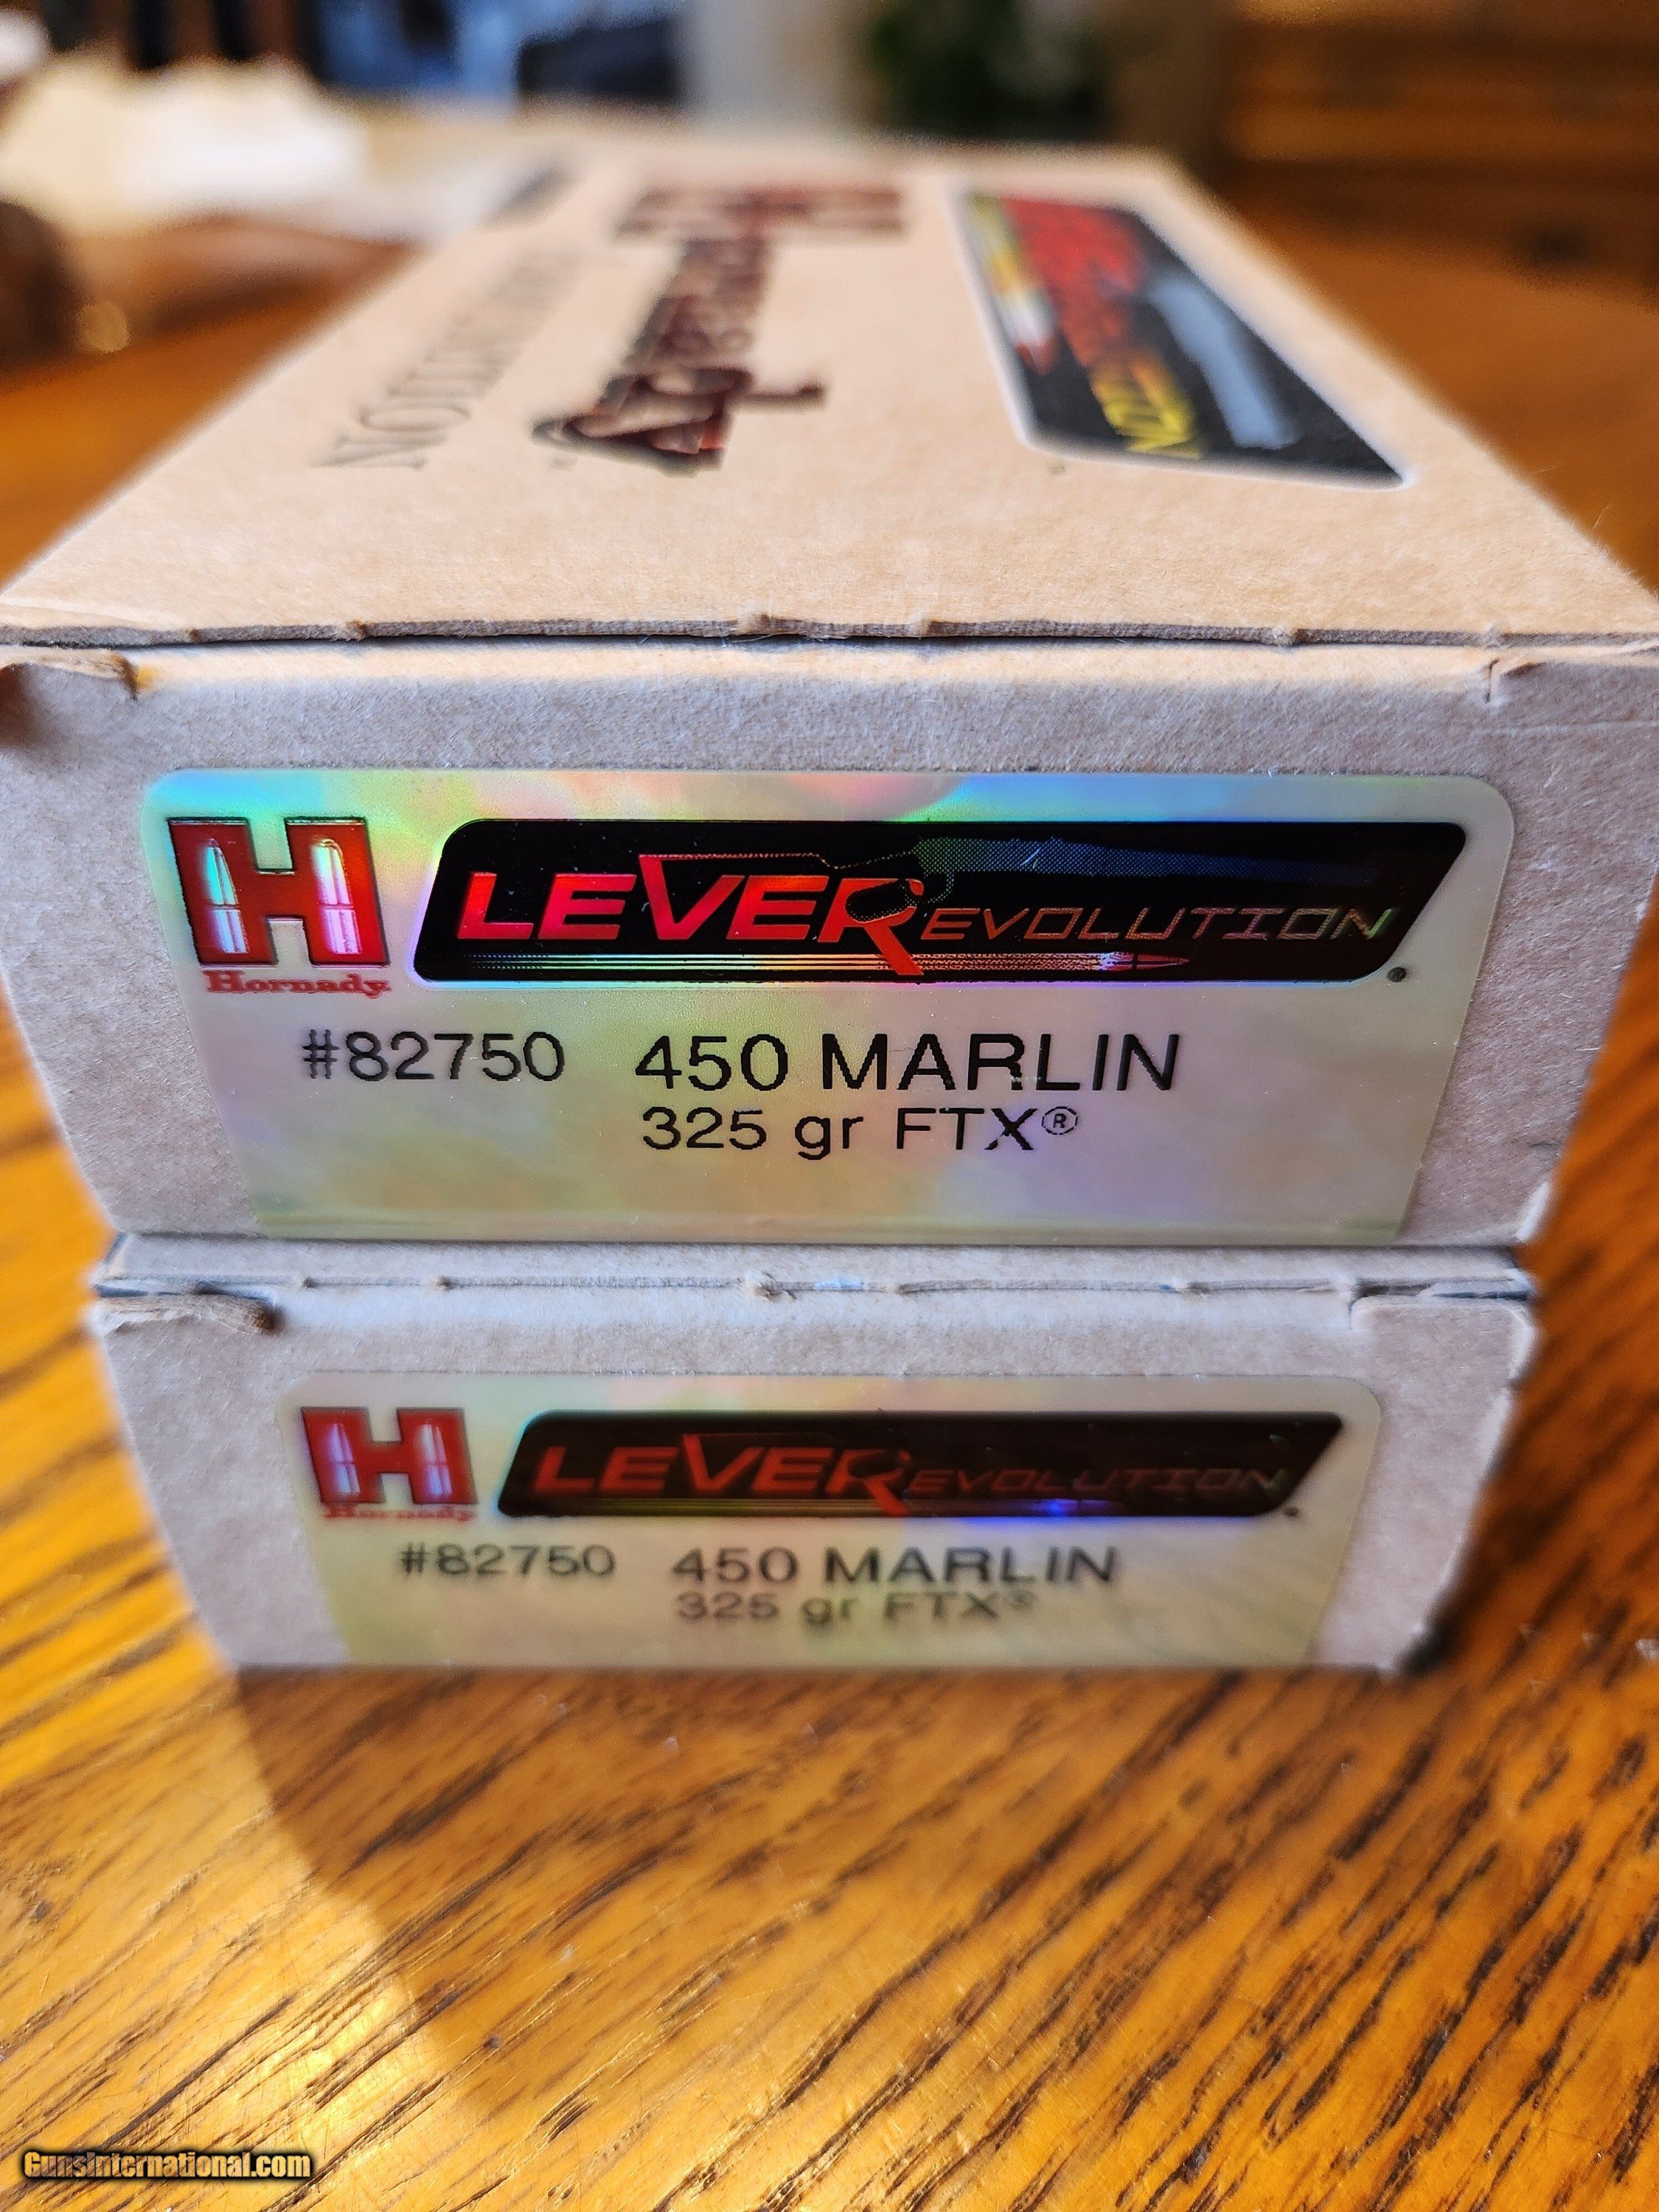 Hornady
LEVEREVOLUTION
#82750 450 MARLIN
325 gr FTX®
Hornady
LEVEREVOLUTION
#82750 450 MARLIN
325 gr FTX®
GunsInternational.com